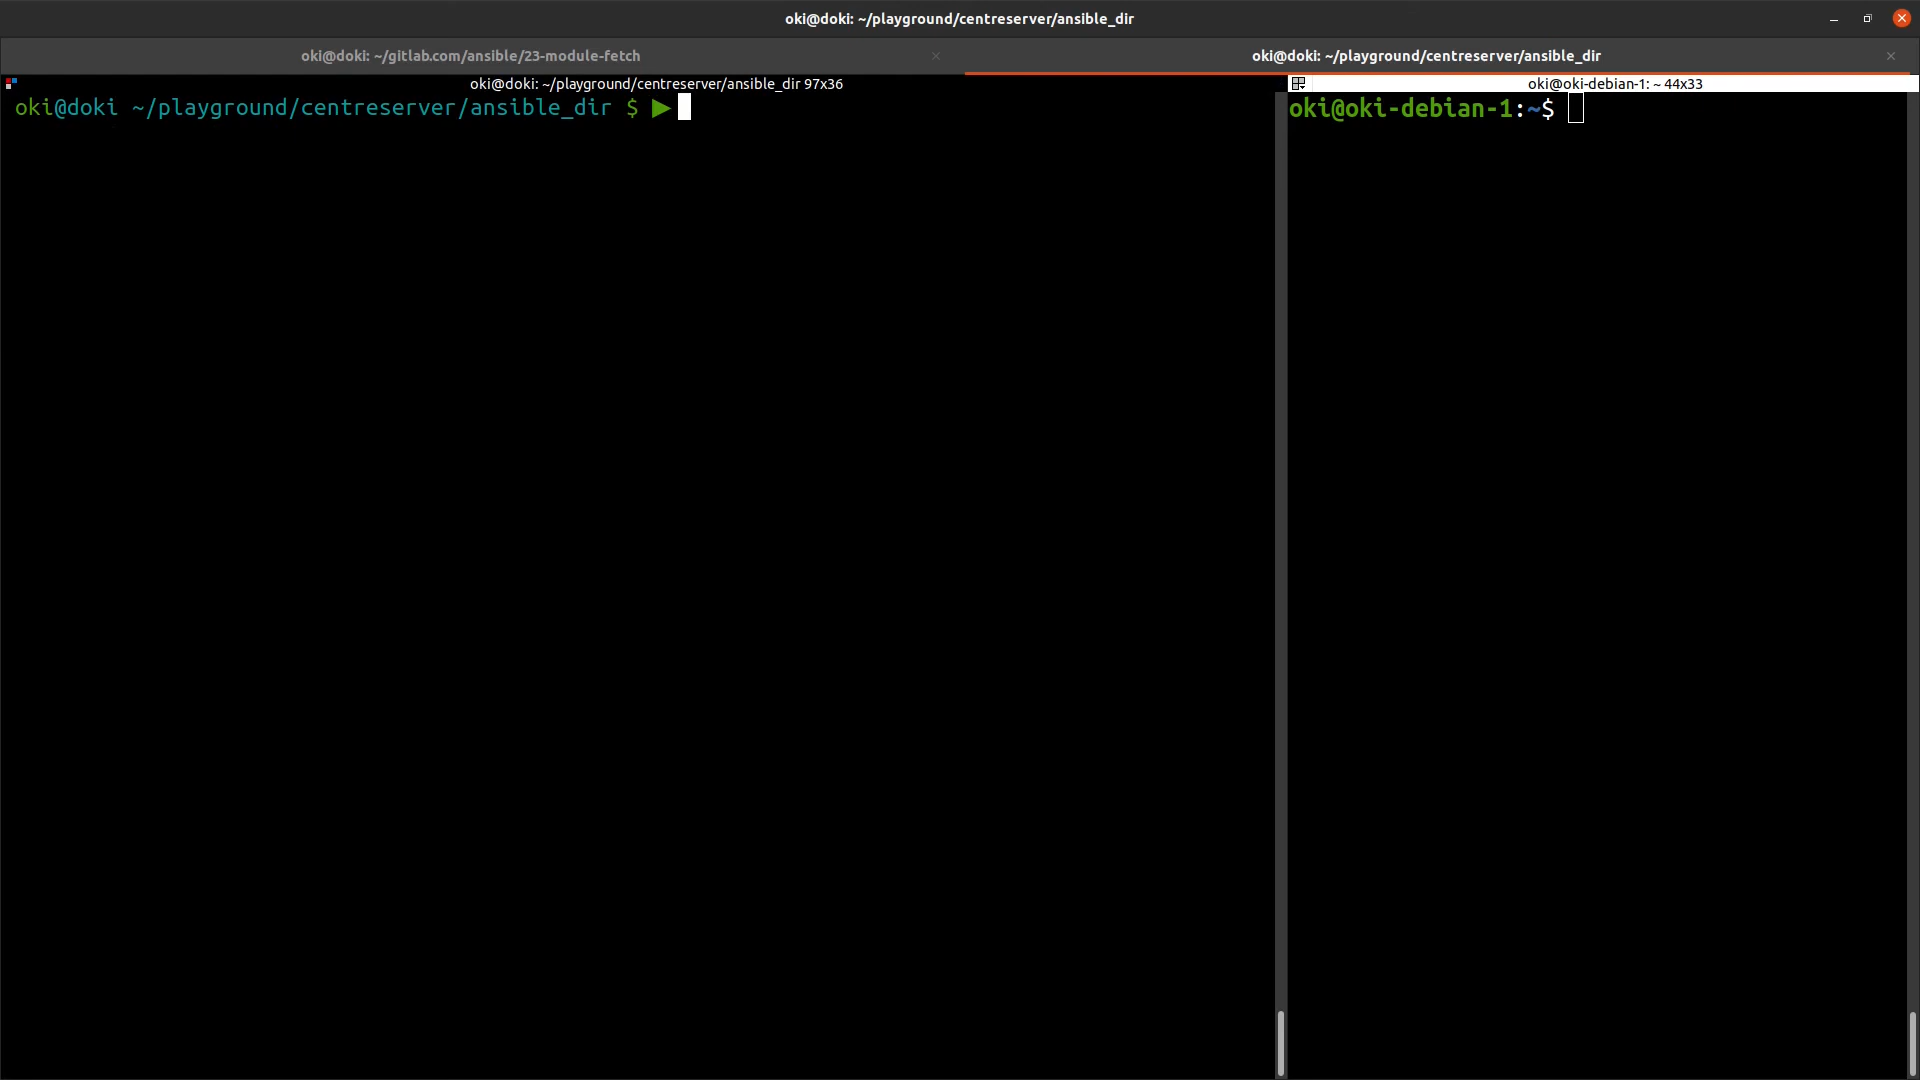 oki@doki: ~/playground/centreserver/ansible_dir
oki@doki: ~/gitlab.com/ansible/23-module-fetch
oki@doki: ~/playground/centreserver/ansible_dir
oki@doki: ~/playground/centreserver/ansible_dir 97x36
oki@doki ~/playground/centreserver/ansible_dir $ ▶
oki@oki-debian-1: ~ 44x33
oki@oki-debian-1:~$